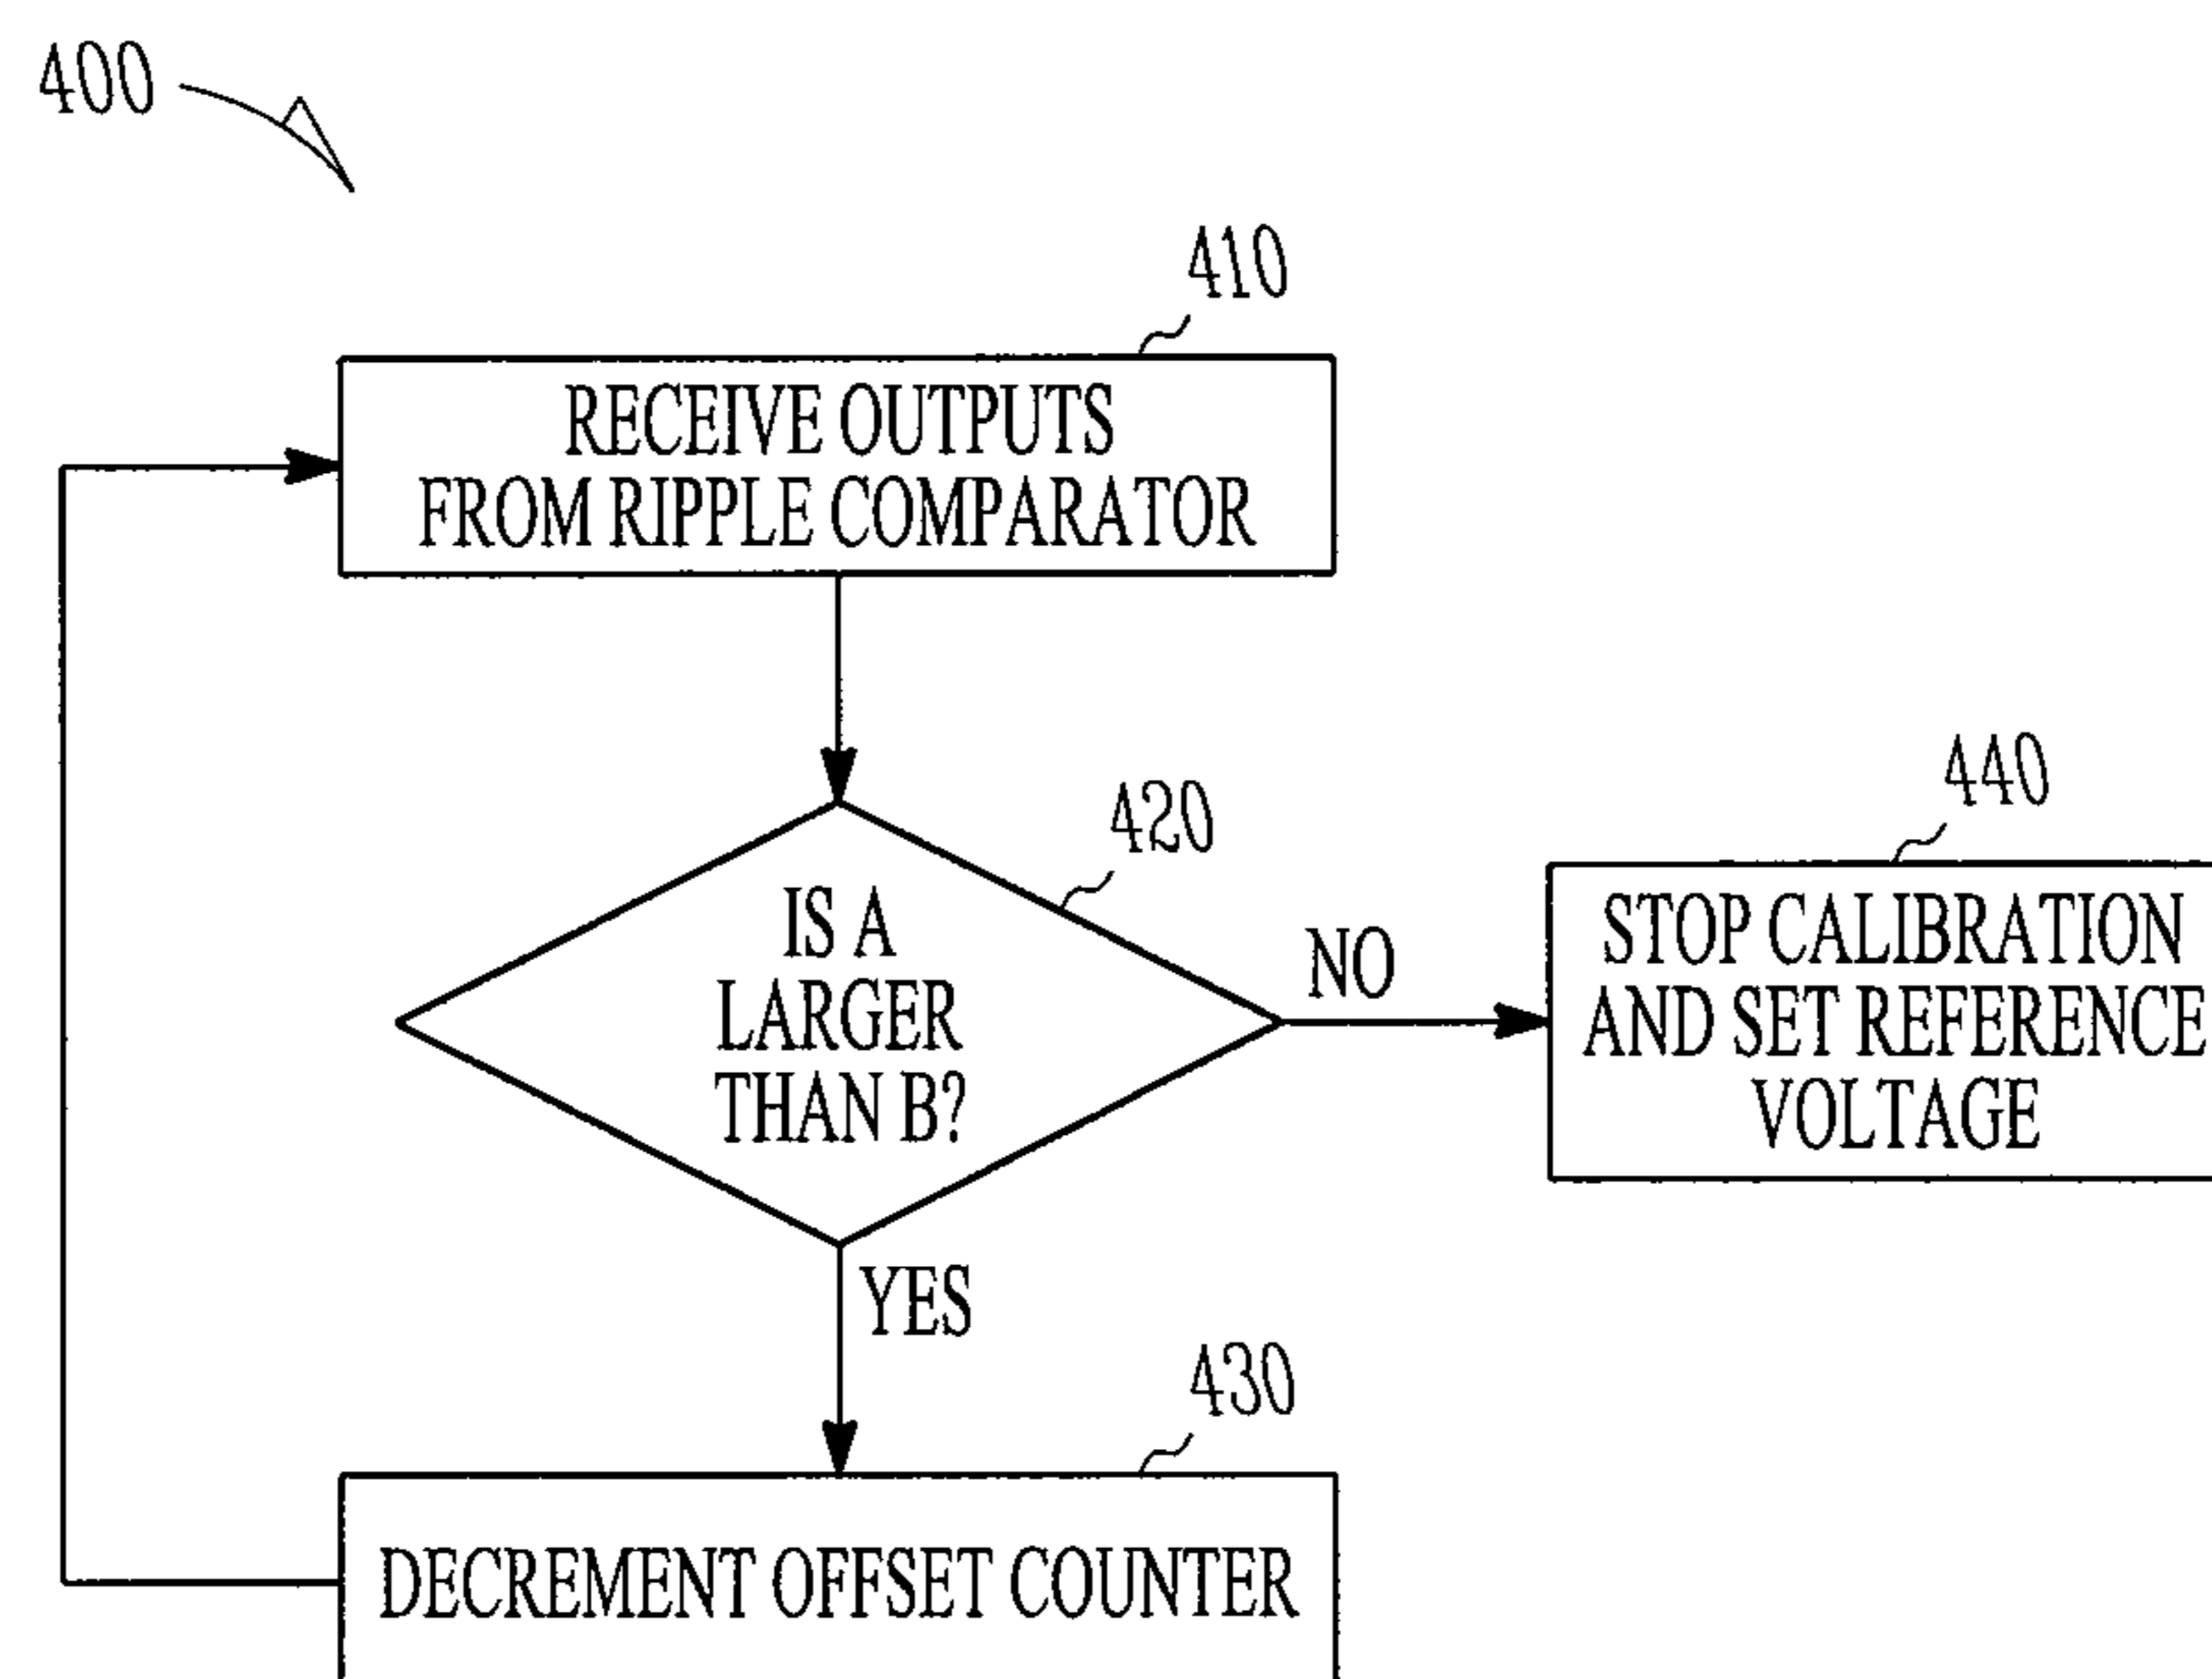 400
410
RECEIVE OUTPUTS
FROM RIPPLE COMPARATOR
420
IS A
LARGER
THAN B?
NO
440
STOP CALIBRATION
AND SET REFERENCE
VOLTAGE
YES
430
DECREMENT OFFSET COUNTER